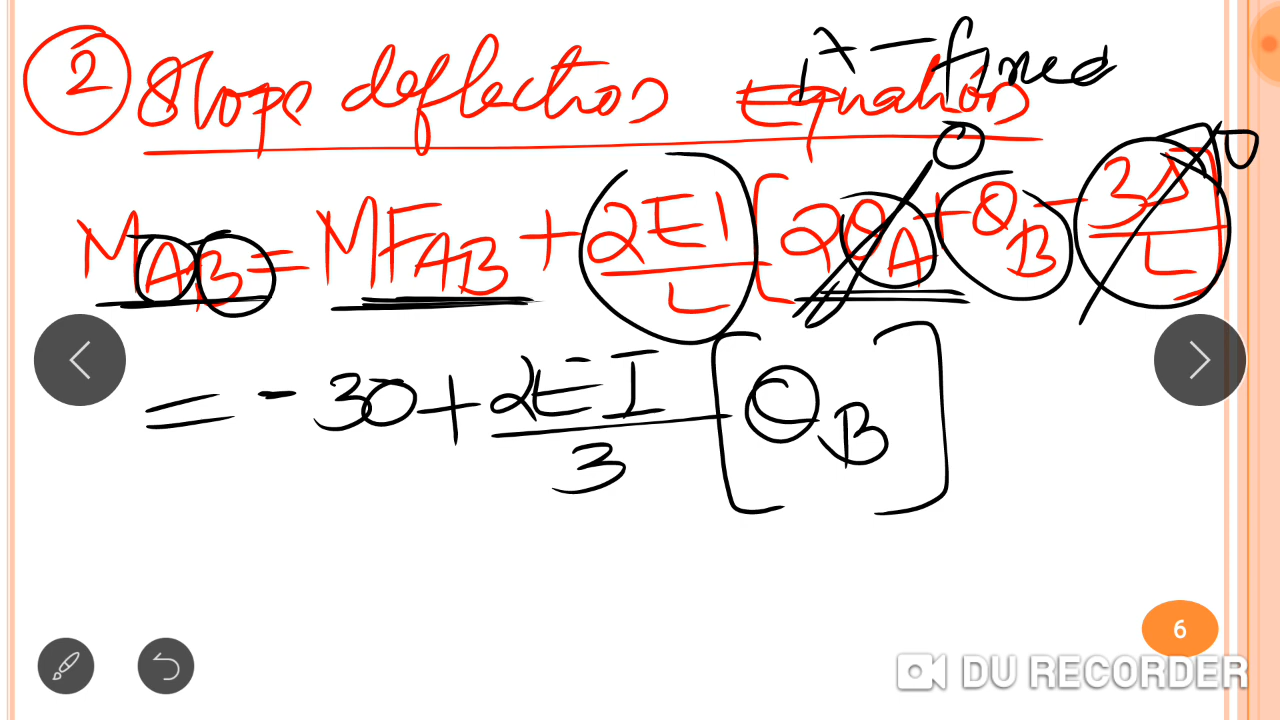 ② Slope deflection Equations
A - fixed
0 0
MAB = MFAB + 2EI/L [2θA + θB - 3Δ/L]
= -30 + 2EI/3 [θB]
6
DU RECORDER